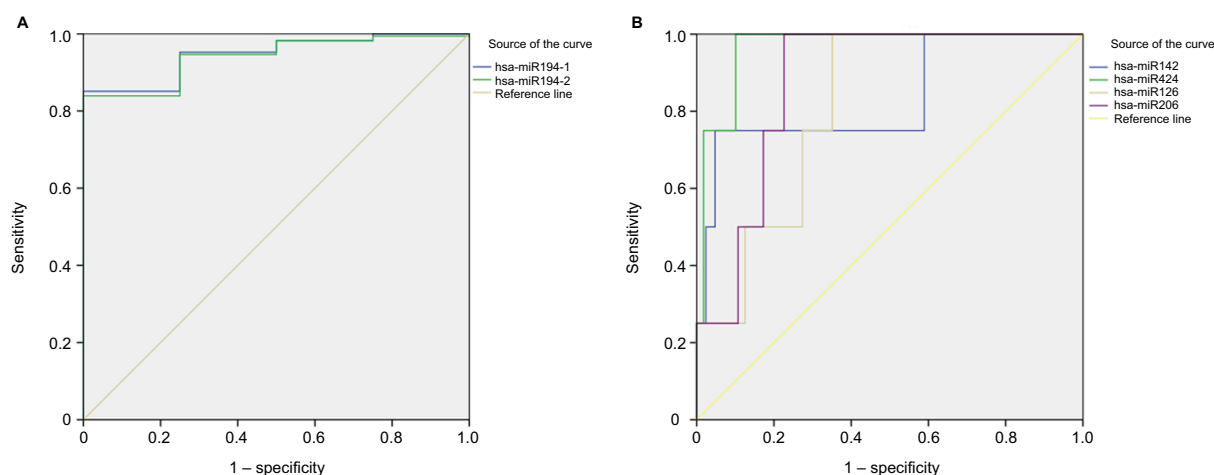 A
1.0
0.8
0.6
0.4
0.2
0
Sensitivity
0
0.2
0.4
0.6
0.8
1.0
1 – specificity
Source of the curve
hsa-miR194-1
hsa-miR194-2
Reference line
B
1.0
0.8
0.6
0.4
0.2
0
Sensitivity
0
0.2
0.4
0.6
0.8
1.0
1 – specificity
Source of the curve
hsa-miR142
hsa-miR424
hsa-miR126
hsa-miR206
Reference line